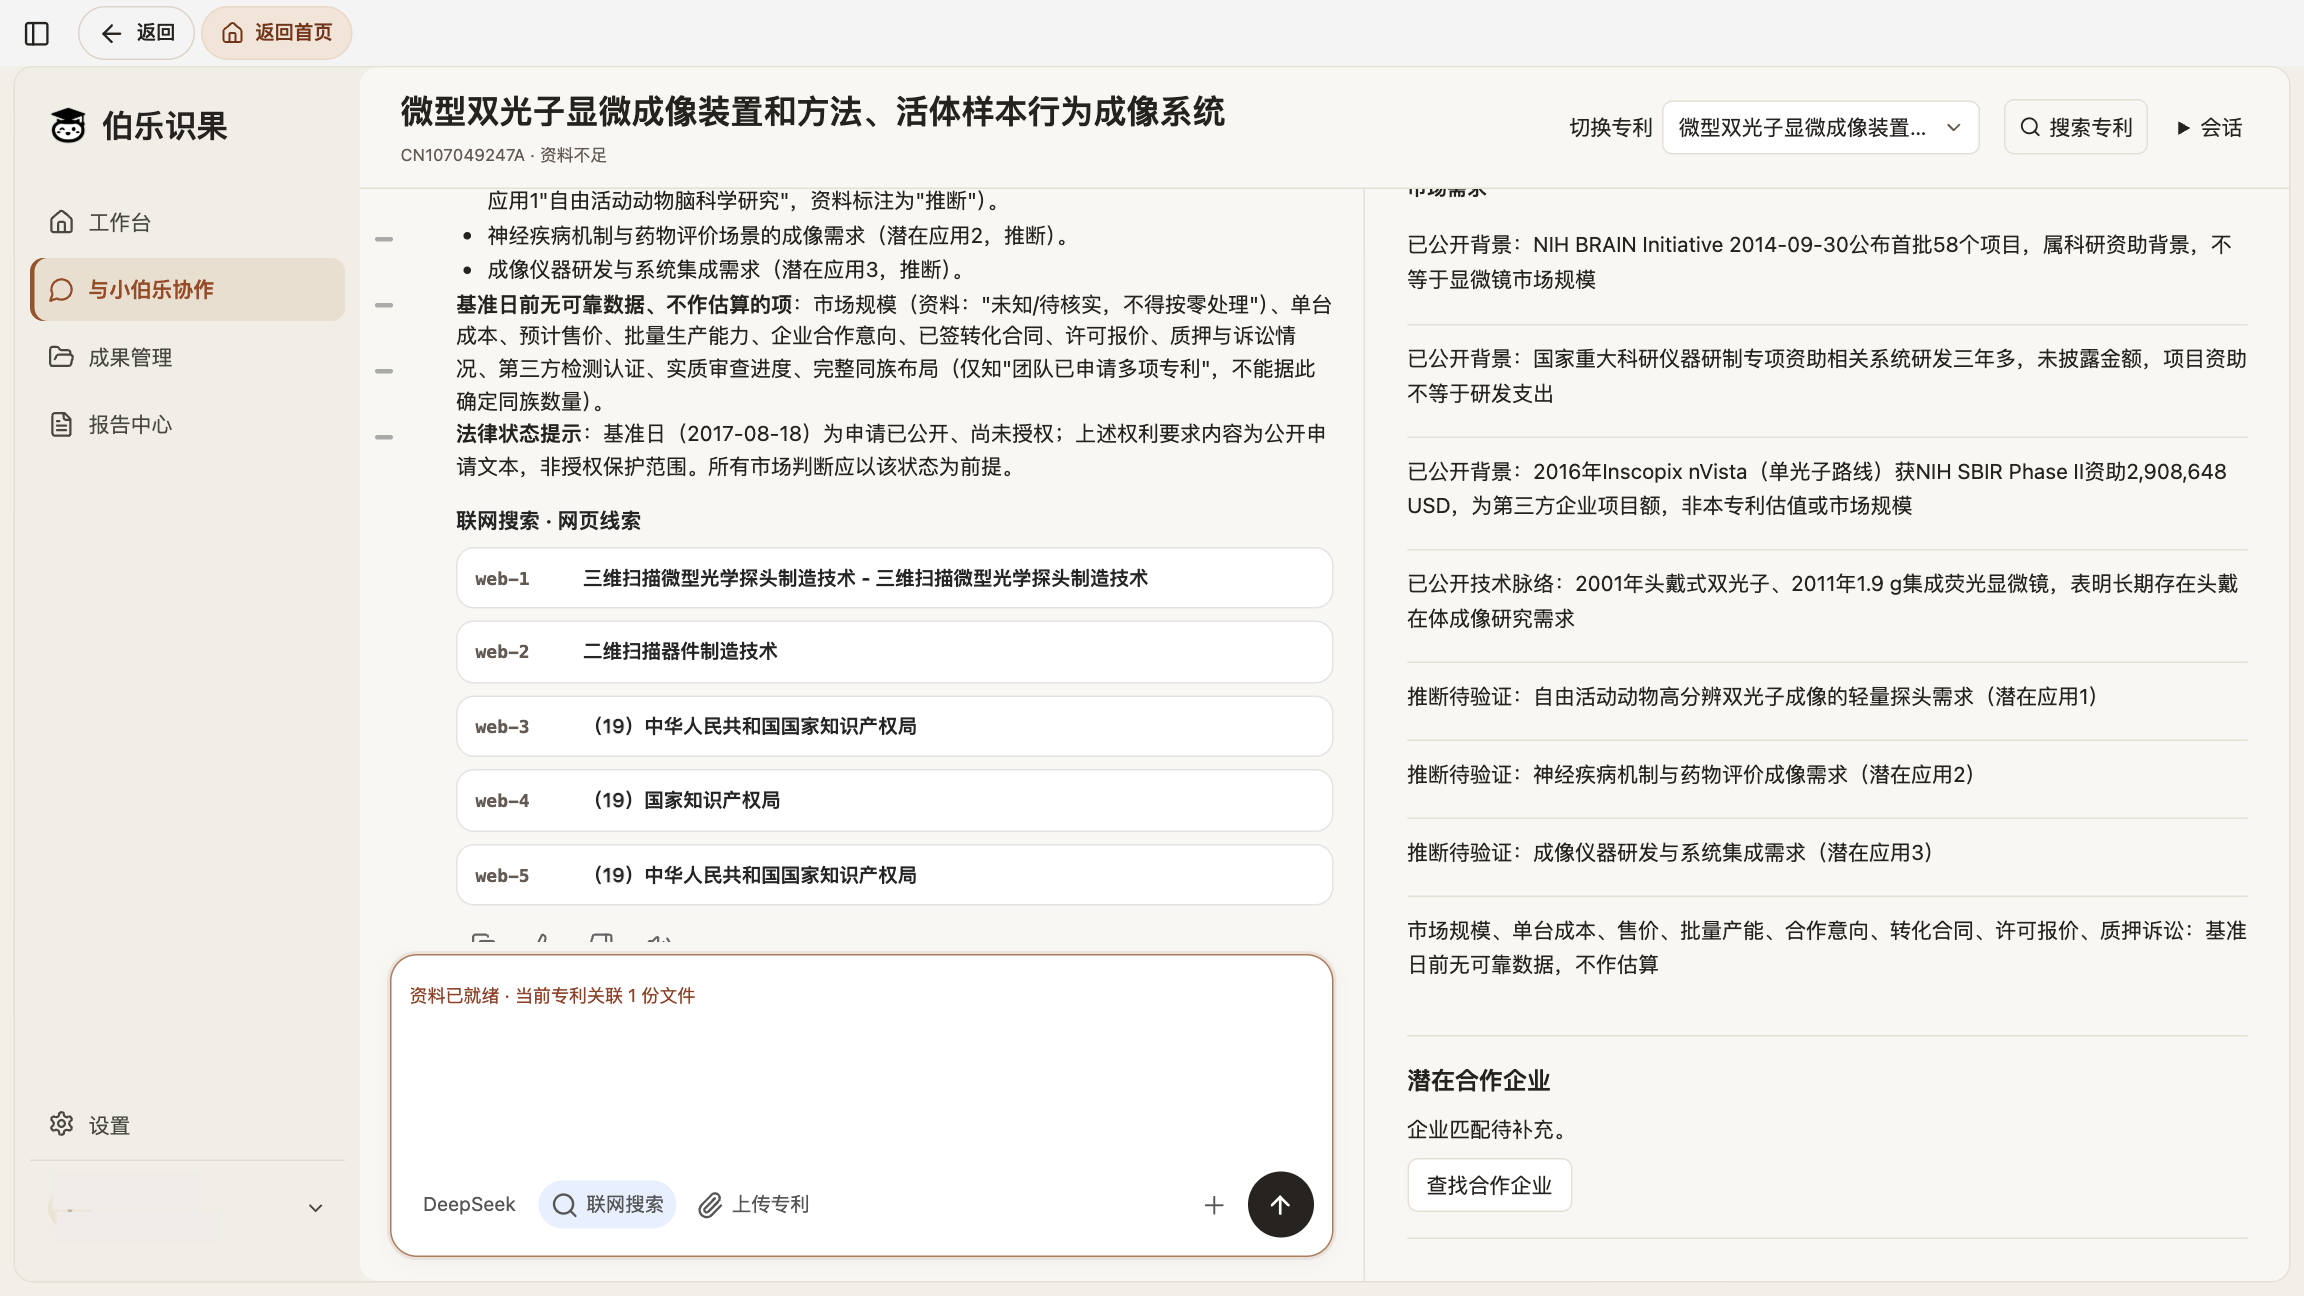 返回
返回首页
伯乐识果
工作台
与小伯乐协作
成果管理
报告中心
设置
微型双光子显微成像装置和方法、活体样本行为成像系统
CN107049247A · 资料不足
切换专利
微型双光子显微成像装置...
搜索专利
▶ 会话
应用1"自由活动动物脑科学研究"，资料标注为"推断"）。
• 神经疾病机制与药物评价场景的成像需求（潜在应用2，推断）。
• 成像仪器研发与系统集成需求（潜在应用3，推断）。
基准日前无可靠数据、不作估算的项：市场规模（资料："未知/待核实，不得按零处理"）、单台
成本、预计售价、批量生产能力、企业合作意向、已签转化合同、许可报价、质押与诉讼情
况、第三方检测认证、实质审查进度、完整同族布局（仅知"团队已申请多项专利"，不能据此
确定同族数量）。
法律状态提示：基准日（2017-08-18）为申请已公开、尚未授权；上述权利要求内容为公开申
请文本，非授权保护范围。所有市场判断应以该状态为前提。
联网搜索 · 网页线索
web-1 三维扫描微型光学探头制造技术 - 三维扫描微型光学探头制造技术
web-2 二维扫描器件制造技术
web-3 （19）中华人民共和国国家知识产权局
web-4 （19）国家知识产权局
web-5 （19）中华人民共和国国家知识产权局
资料已就绪 · 当前专利关联 1 份文件
DeepSeek
联网搜索
上传专利
市场需求
已公开背景：NIH BRAIN Initiative 2014-09-30公布首批58个项目，属科研资助背景，不
等于显微镜市场规模
已公开背景：国家重大科研仪器研制专项资助相关系统研发三年多，未披露金额，项目资助
不等于研发支出
已公开背景：2016年Inscopix nVista（单光子路线）获NIH SBIR Phase II资助2,908,648
USD，为第三方企业项目额，非本专利估值或市场规模
已公开技术脉络：2001年头戴式双光子、2011年1.9 g集成荧光显微镜，表明长期存在头戴
在体成像研究需求
推断待验证：自由活动动物高分辨双光子成像的轻量探头需求（潜在应用1）
推断待验证：神经疾病机制与药物评价成像需求（潜在应用2）
推断待验证：成像仪器研发与系统集成需求（潜在应用3）
市场规模、单台成本、售价、批量产能、合作意向、转化合同、许可报价、质押诉讼：基准
日前无可靠数据，不作估算
潜在合作企业
企业匹配待补充。
查找合作企业